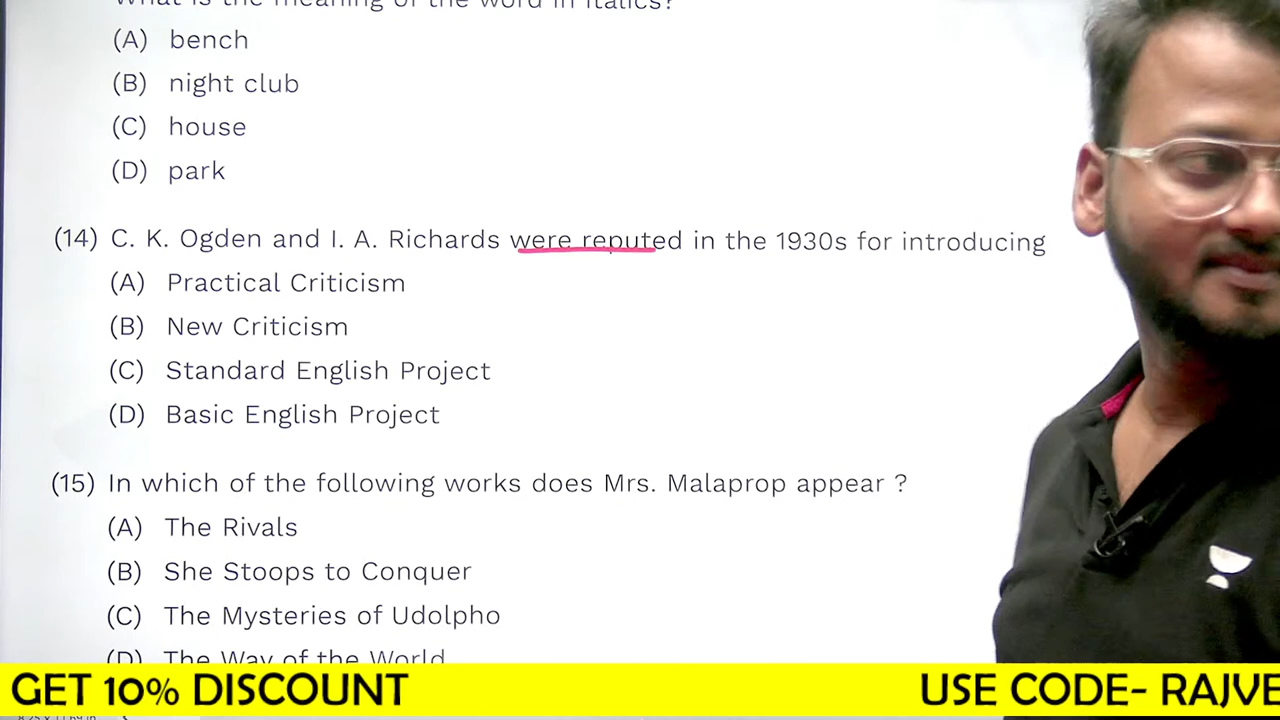 What is the meaning of the word in italics?
(A) bench
(B) night club
(C) house
(D) park
(14) C. K. Ogden and I. A. Richards were reputed in the 1930s for introducing
(A) Practical Criticism
(B) New Criticism
(C) Standard English Project
(D) Basic English Project
(15) In which of the following works does Mrs. Malaprop appear ?
(A) The Rivals
(B) She Stoops to Conquer
(C) The Mysteries of Udolpho
(D) The Way of the World
GET 10% DISCOUNT
USE CODE- RAJVE